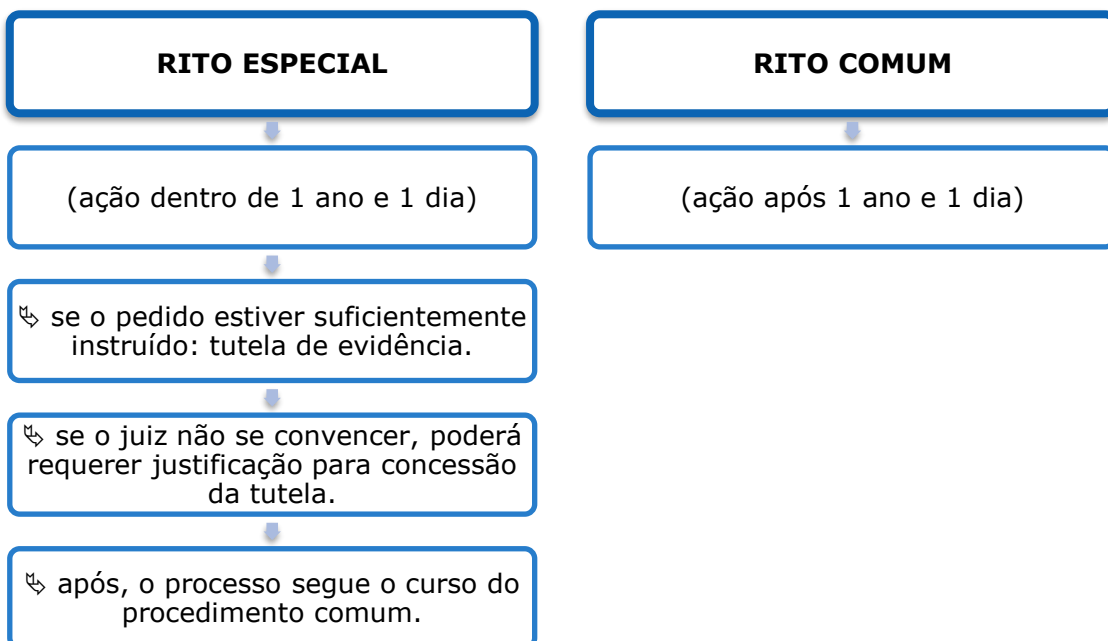 RITO ESPECIAL
(ação dentro de 1 ano e 1 dia)
⮱ se o pedido estiver suficientemente
instruído: tutela de evidência.
⮱ se o juiz não se convencer, poderá
requerer justificação para concessão
da tutela.
⮱ após, o processo segue o curso do
procedimento comum.
RITO COMUM
(ação após 1 ano e 1 dia)